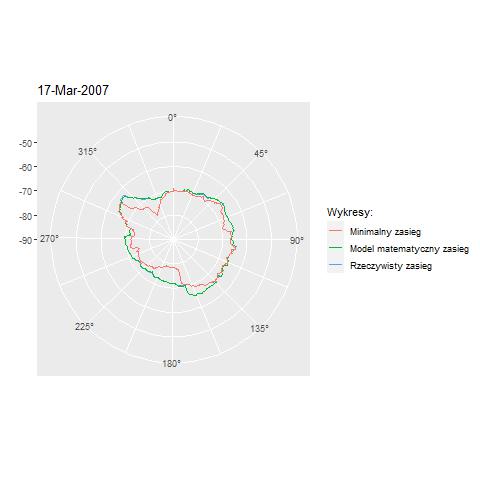 17-Mar-2007
0°
-50
315°
45°
-60
-70
-80
Wykresy:
Minimalny zasieg
-90
270°
90°
Model matematyczny zasieg
Rzeczywisty zasieg
225°
135°
180°